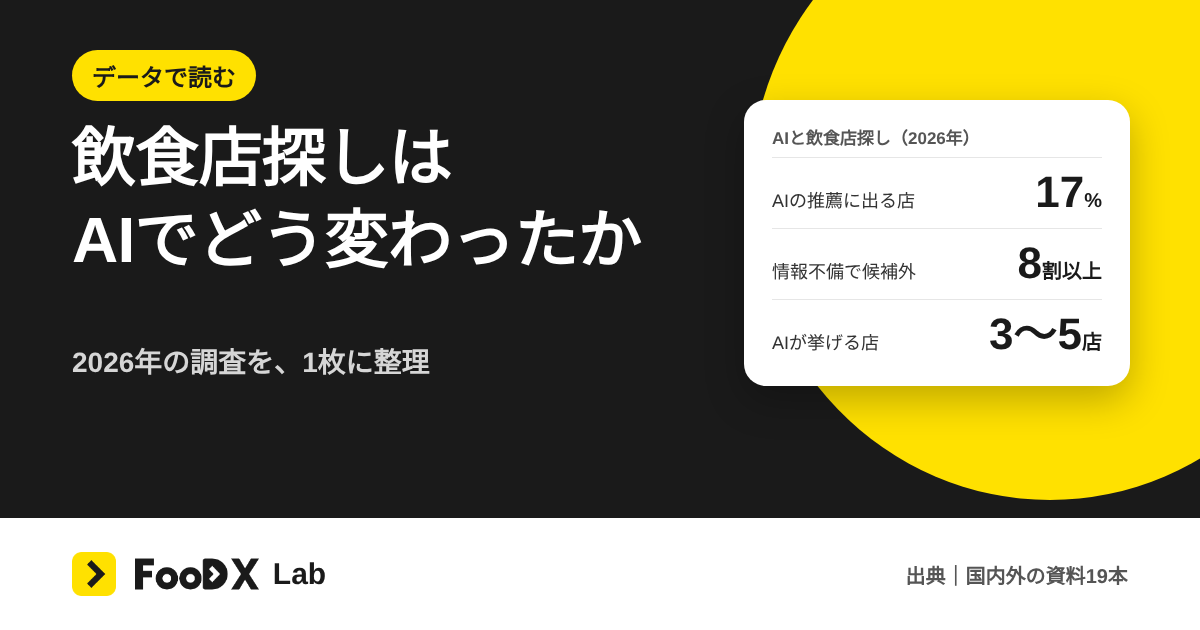 データで読む
飲食店探しは
AIでどう変わったか
2026年の調査を、1枚に整理
AIと飲食店探し（2026年）
AIの推薦に出る店 17%
情報不備で候補外 8割以上
AIが挙げる店 3〜5店
FooDX Lab
出典｜国内外の資料19本